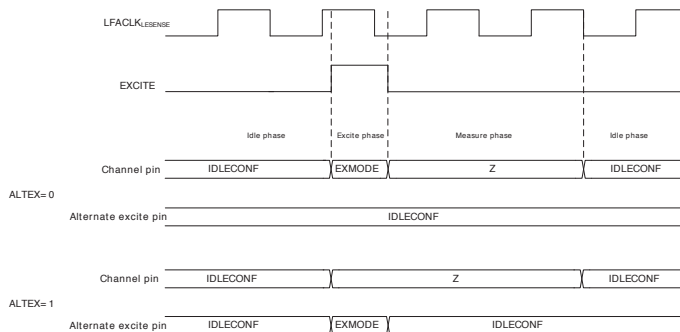 LFACLKLESENSE
EXCITE
Idle phase Excite phase Measure phase Idle phase
Channel pin IDLECONF EXMODE Z IDLECONF
ALTEX= 0
Alternate excite pin IDLECONF
Channel pin IDLECONF Z IDLECONF
ALTEX= 1
Alternate excite pin IDLECONF EXMODE IDLECONF